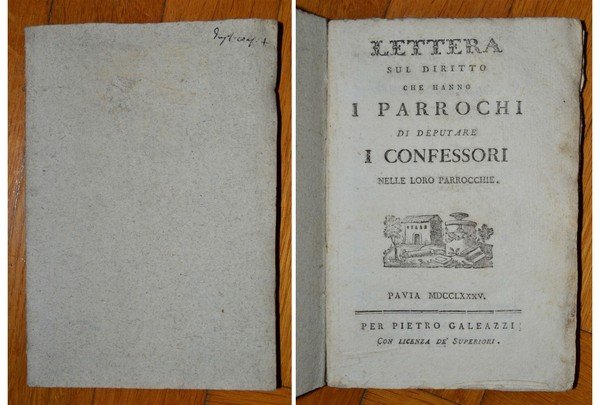 LETTERA
SUL DIRITTO
CHE HANNO
I PARROCHI
DI DEPUTARE
I CONFESSORI
NELLE LORO PARROCCHIE.
PAVIA MDCCLXXXV.
PER PIETRO GALEAZZI
CON LICENZA DE' SUPERIORI.